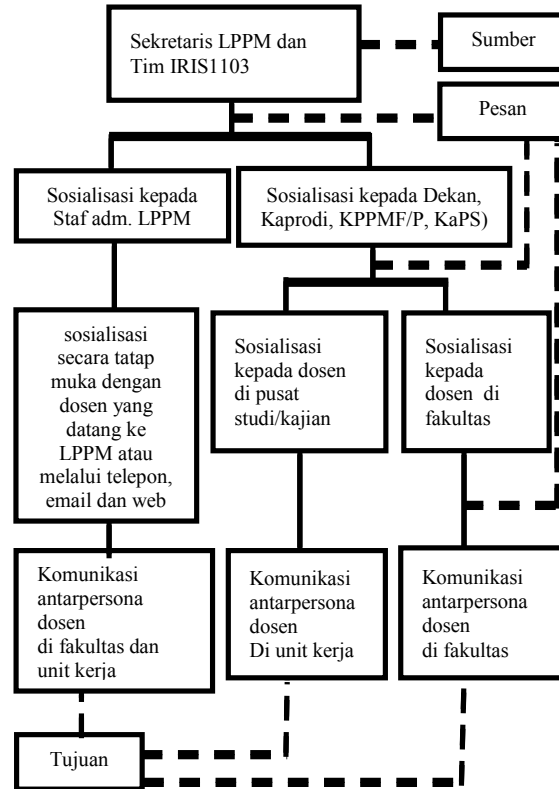 Sekretaris LPPM dan
Tim IRIS1103
Sumber
Pesan
Sosialisasi kepada
Staf adm. LPPM
Sosialisasi kepada Dekan,
Kaprodi, KPPMF/P, KaPS)
sosialisasi
secara tatap
muka dengan
dosen yang
datang ke
LPPM atau
melalui telepon,
email dan web
Sosialisasi
kepada dosen
di pusat
studi/kajian
Sosialisasi
kepada
dosen di
fakultas
Komunikasi
antarpersona
dosen
di fakultas dan
unit kerja
Komunikasi
antarpersona
dosen
Di unit kerja
Komunikasi
antarpersona
dosen
di fakultas
Tujuan